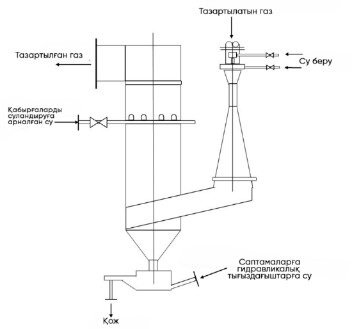 Тазартылатын газ
Тазартылған газ
Су беру
Қабырғаларды
суландыруға
арналған су
Саптамаларға
гидравликалық
тығыздағыштарға су
Қож